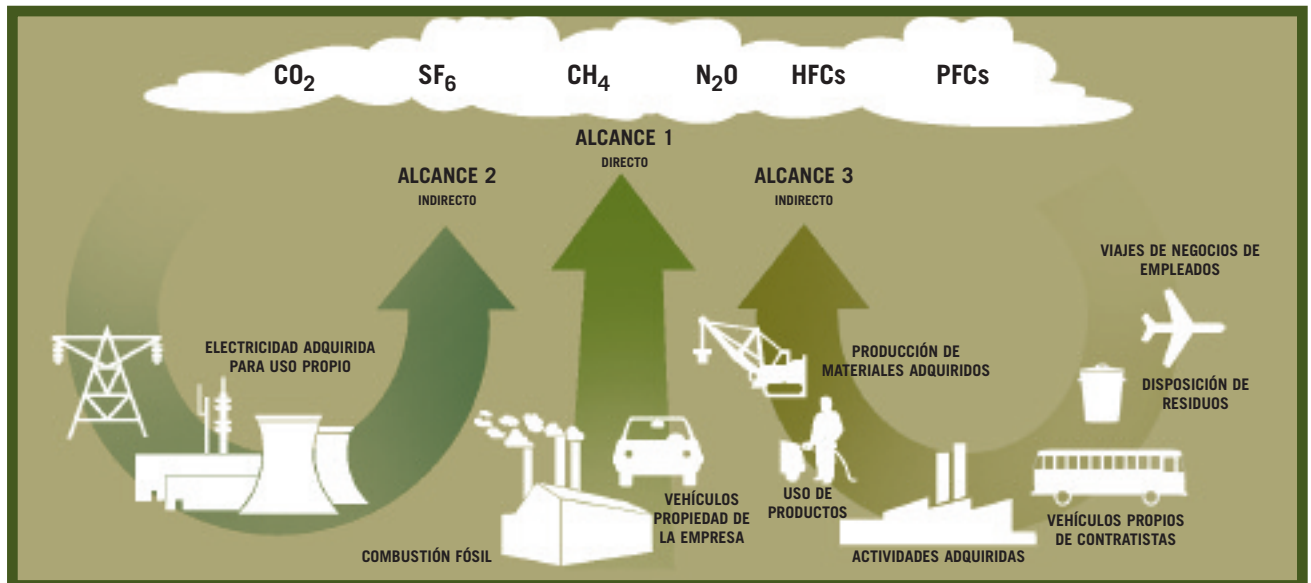 CO₂ SF₆ CH₄ N₂O HFCs PFCs
ALCANCE 1
DIRECTO
ALCANCE 2
INDIRECTO
ALCANCE 3
INDIRECTO
ELECTRICIDAD ADQUIRIDA
PARA USO PROPIO
COMBUSTIÓN FÓSIL
VEHÍCULOS
PROPIEDAD DE
LA EMPRESA
PRODUCCIÓN DE
MATERIALES ADQUIRIDOS
USO DE
PRODUCTOS
ACTIVIDADES ADQUIRIDAS
VIAJES DE NEGOCIOS DE
EMPLEADOS
DISPOSICIÓN DE
RESIDUOS
VEHÍCULOS PROPIOS
DE CONTRATISTAS